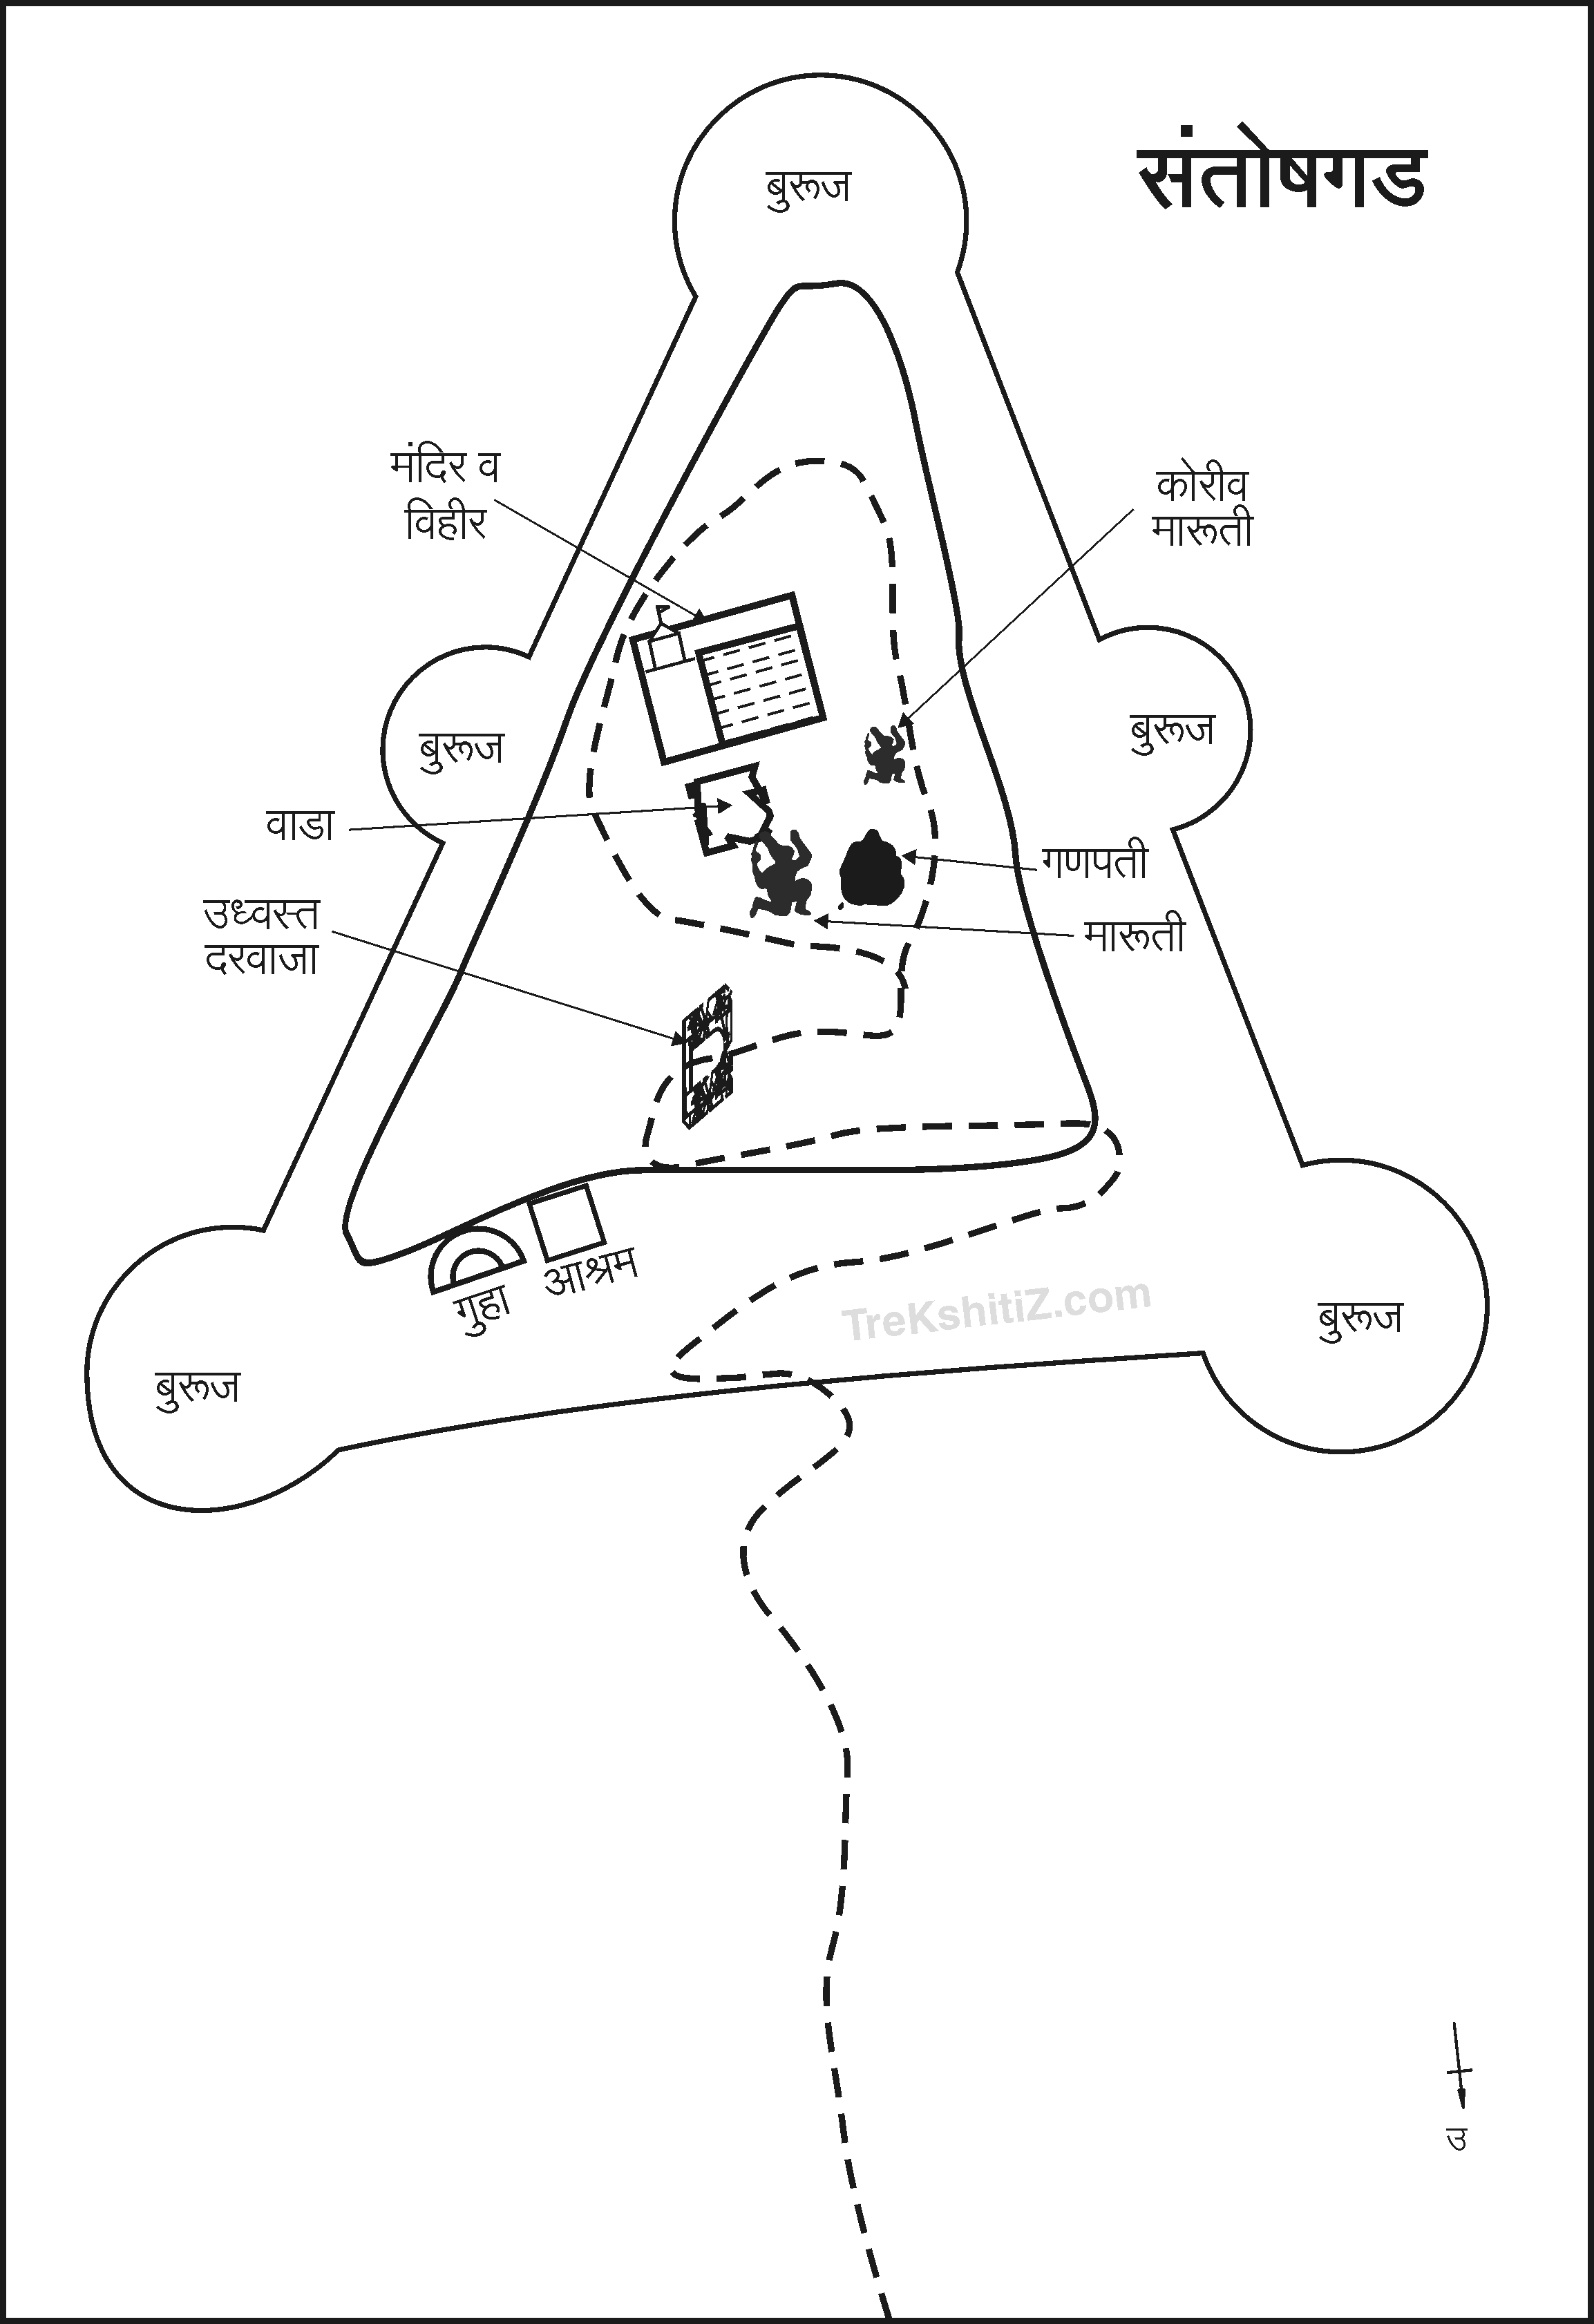 संतोषगड
बुरूज
मंदिर व
विहीर
कोरीव
मारूती
बुरूज
बुरूज
वाडा
गणपती
उध्वस्त
दरवाजा
मारूती
आश्रम
गुहा
TreKshitiZ.com
बुरूज
बुरूज
उ